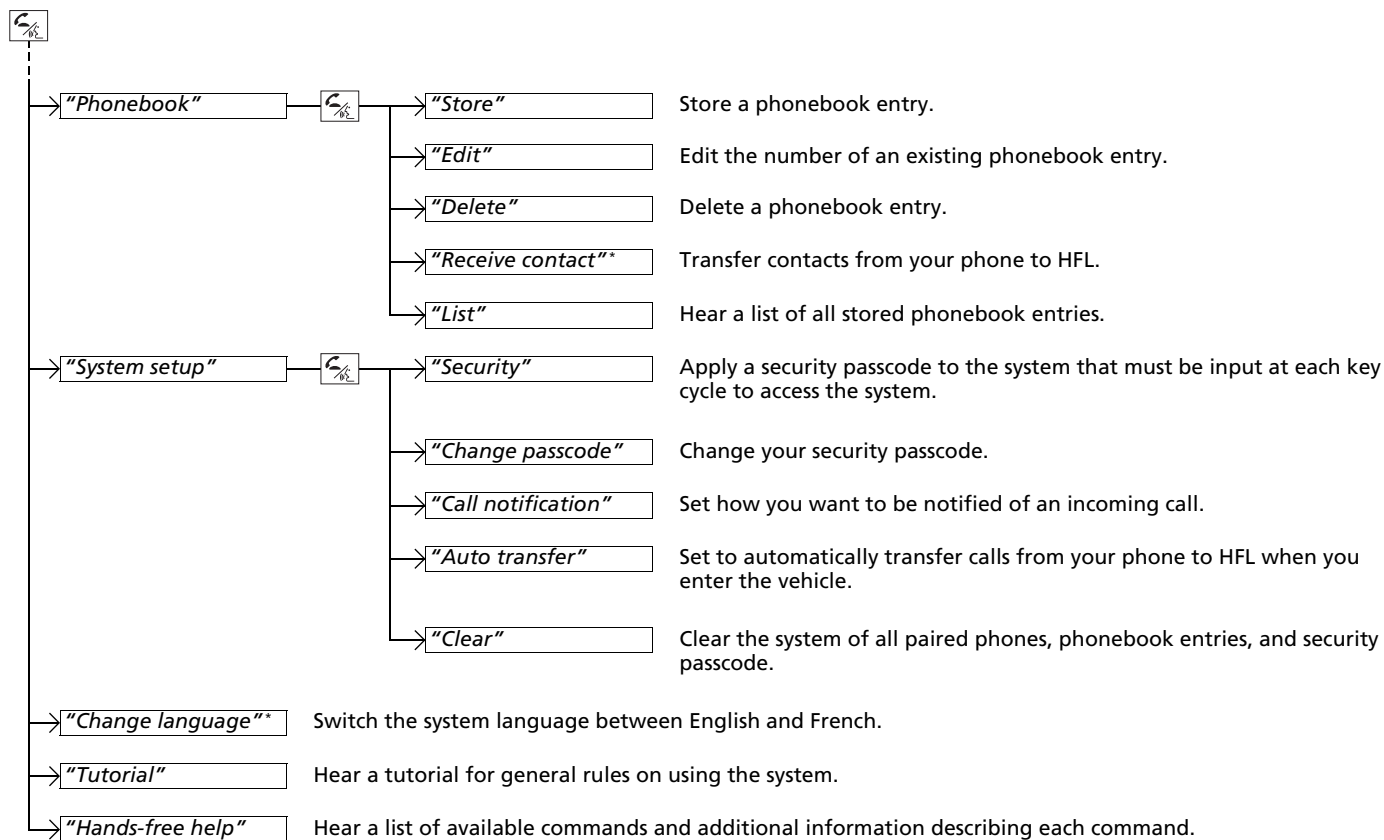 "Phonebook" "Store" Store a phonebook entry.
"Edit" Edit the number of an existing phonebook entry.
"Delete" Delete a phonebook entry.
"Receive contact"* Transfer contacts from your phone to HFL.
"List" Hear a list of all stored phonebook entries.
"System setup" "Security" Apply a security passcode to the system that must be input at each key
cycle to access the system.
"Change passcode" Change your security passcode.
"Call notification" Set how you want to be notified of an incoming call.
"Auto transfer" Set to automatically transfer calls from your phone to HFL when you
enter the vehicle.
"Clear" Clear the system of all paired phones, phonebook entries, and security
passcode.
"Change language"* Switch the system language between English and French.
"Tutorial" Hear a tutorial for general rules on using the system.
"Hands-free help" Hear a list of available commands and additional information describing each command.